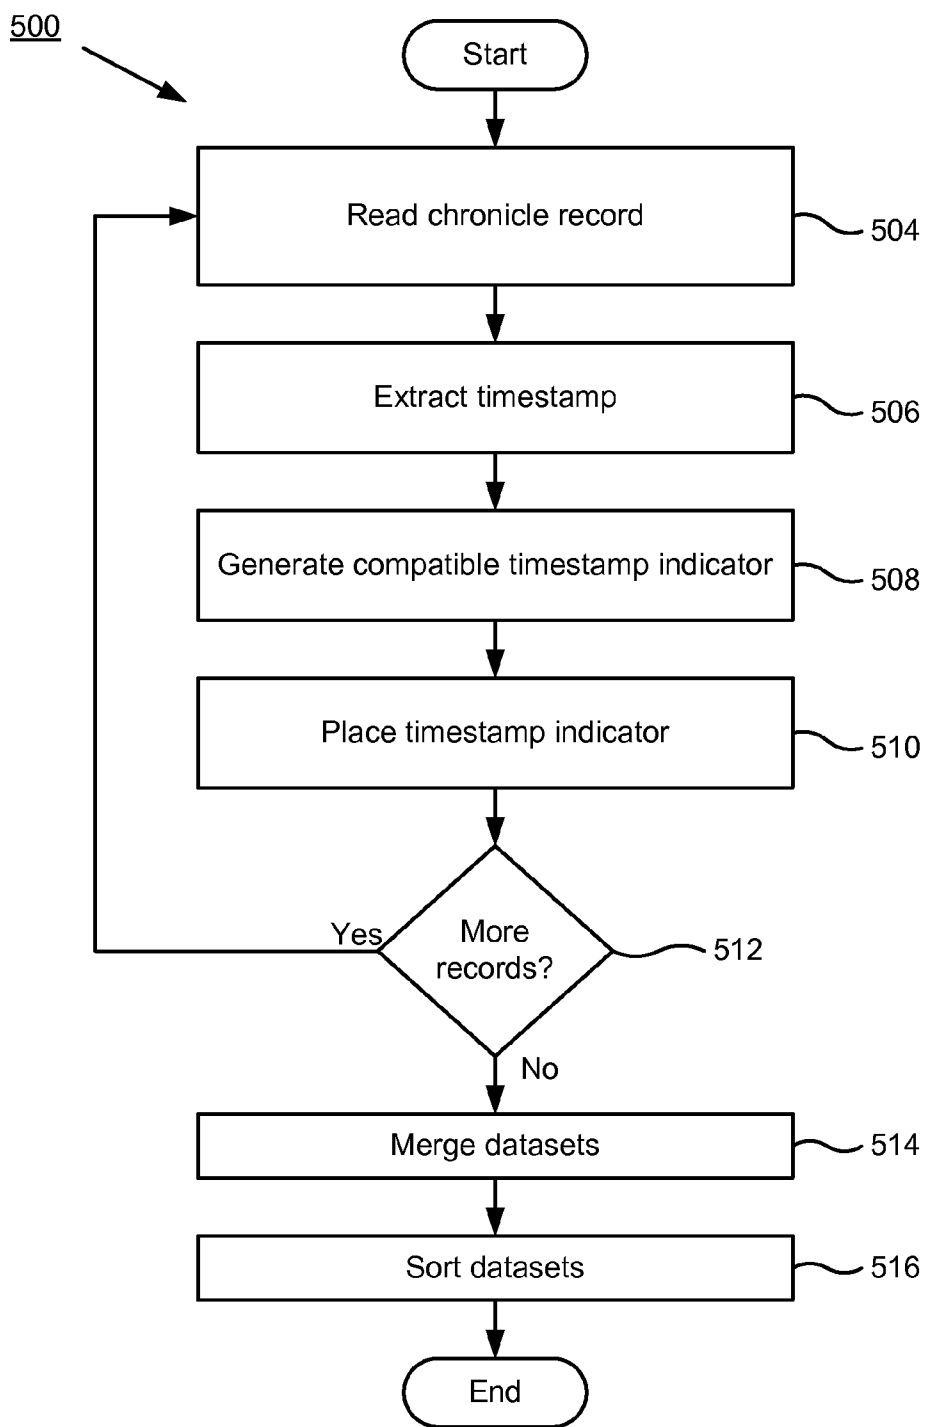 500
Start
Read chronicle record
504
Extract timestamp
506
Generate compatible timestamp indicator
508
Place timestamp indicator
510
Yes
More
records?
512
No
Merge datasets
514
Sort datasets
516
End